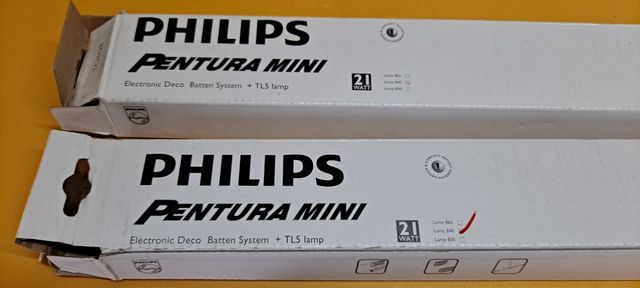 PHILIPS
PENTURA MINI
Electronic Deco Batten System + TL5 lamp
21
WATT
Lamp 865
Lamp 840
Lamp 830
PHILIPS
PENTURA MINI
Electronic Deco Batten System + TL5 lamp
21
WATT
Lamp 865
Lamp 840
Lamp 830